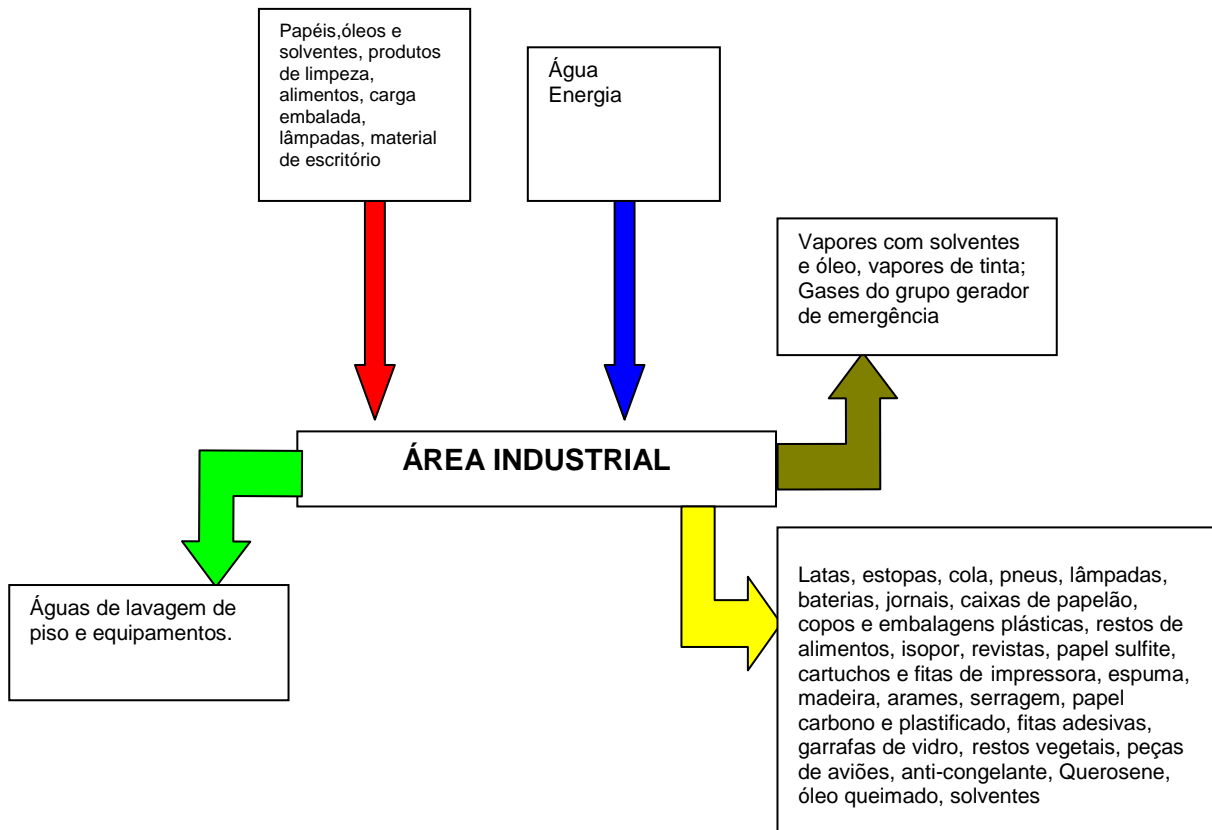 Papéis,óleos e
solventes, produtos
de limpeza,
alimentos, carga
embalada,
lâmpadas, material
de escritório
Água
Energia
Vapores com solventes
e óleo, vapores de tinta;
Gases do grupo gerador
de emergência
ÁREA INDUSTRIAL
Águas de lavagem de
piso e equipamentos.
Latas, estopas, cola, pneus, lâmpadas,
baterias, jornais, caixas de papelão,
copos e embalagens plásticas, restos de
alimentos, isopor, revistas, papel sulfite,
cartuchos e fitas de impressora, espuma,
madeira, arames, serragem, papel
carbono e plastificado, fitas adesivas,
garrafas de vidro, restos vegetais, peças
de aviões, anti-congelante, Querosene,
óleo queimado, solventes